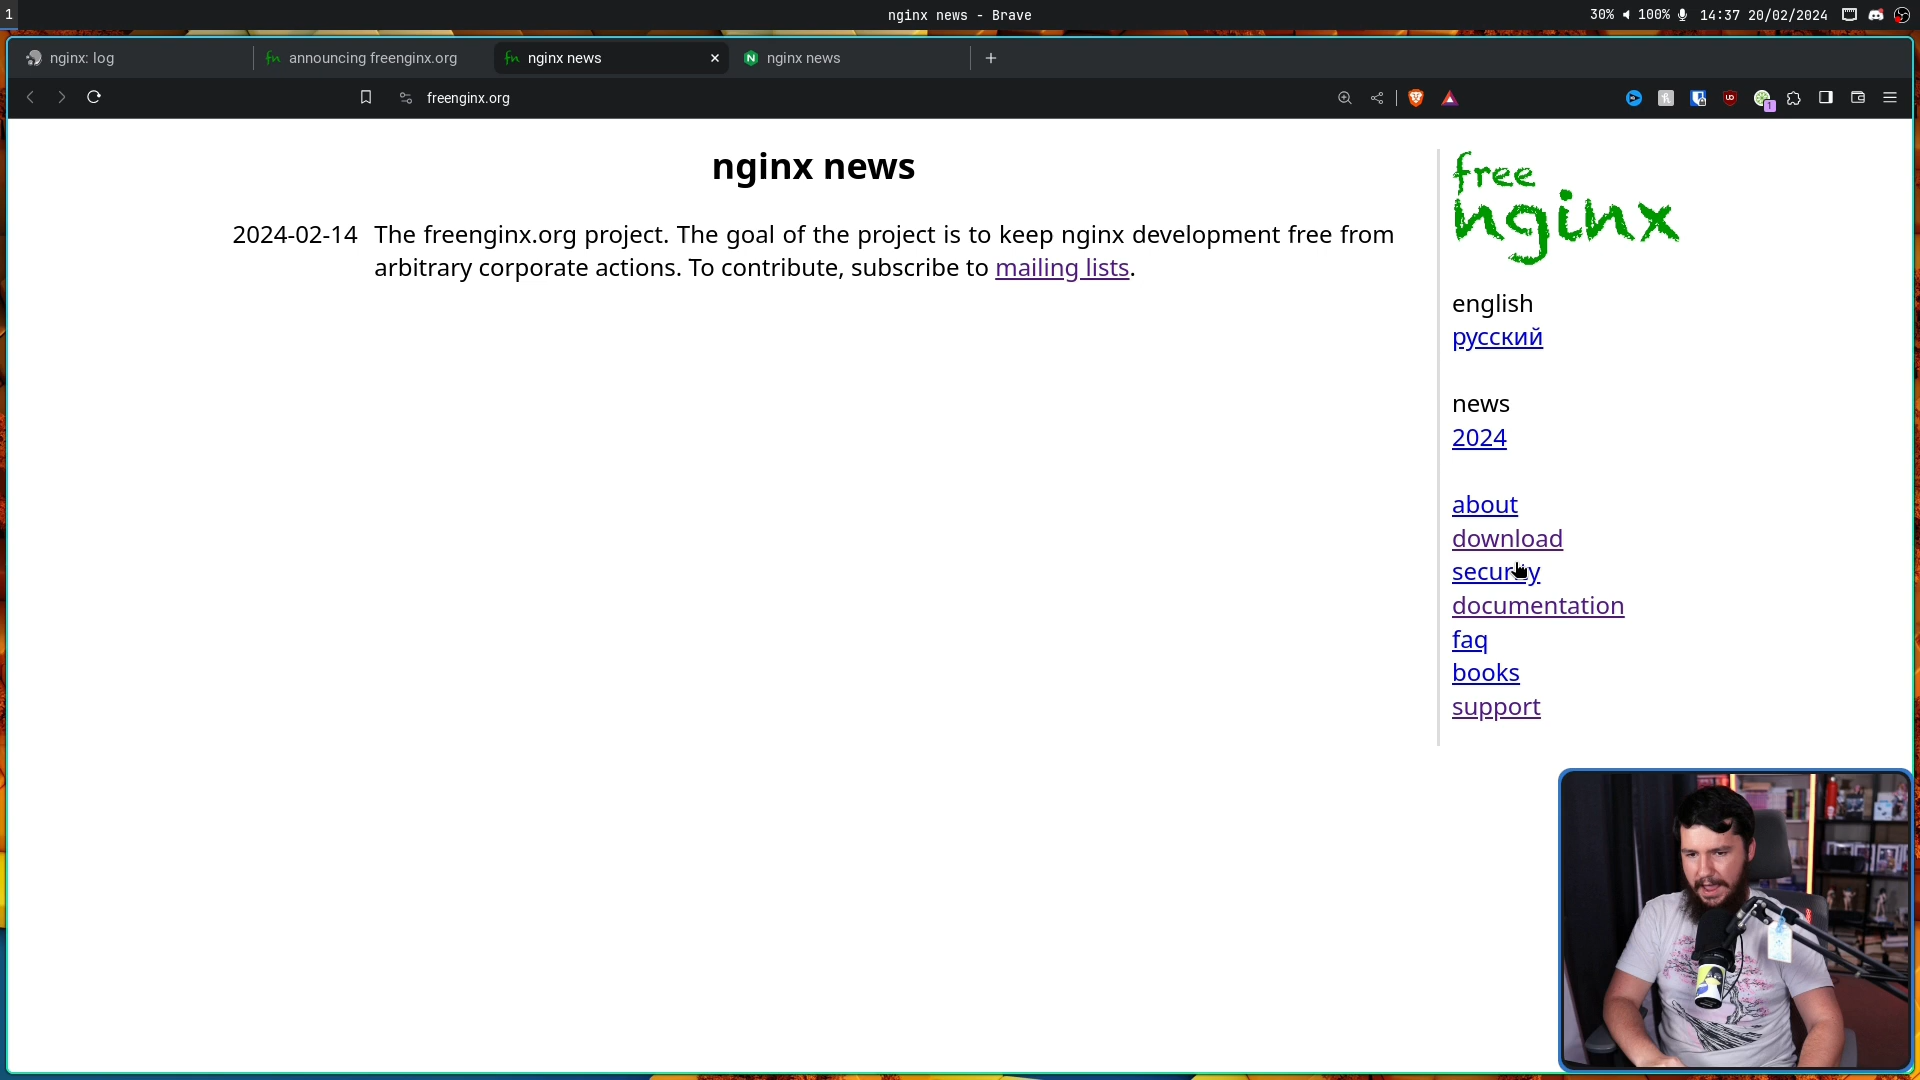 1
nginx news - Brave
30% 100% 14:37 20/02/2024
nginx: log
announcing freenginx.org
nginx news
nginx news
freenginx.org
nginx news
2024-02-14 The freenginx.org project. The goal of the project is to keep nginx development free from
arbitrary corporate actions. To contribute, subscribe to mailing lists.
free
nginx
english
русский
news
2024
about
download
security
documentation
faq
books
support